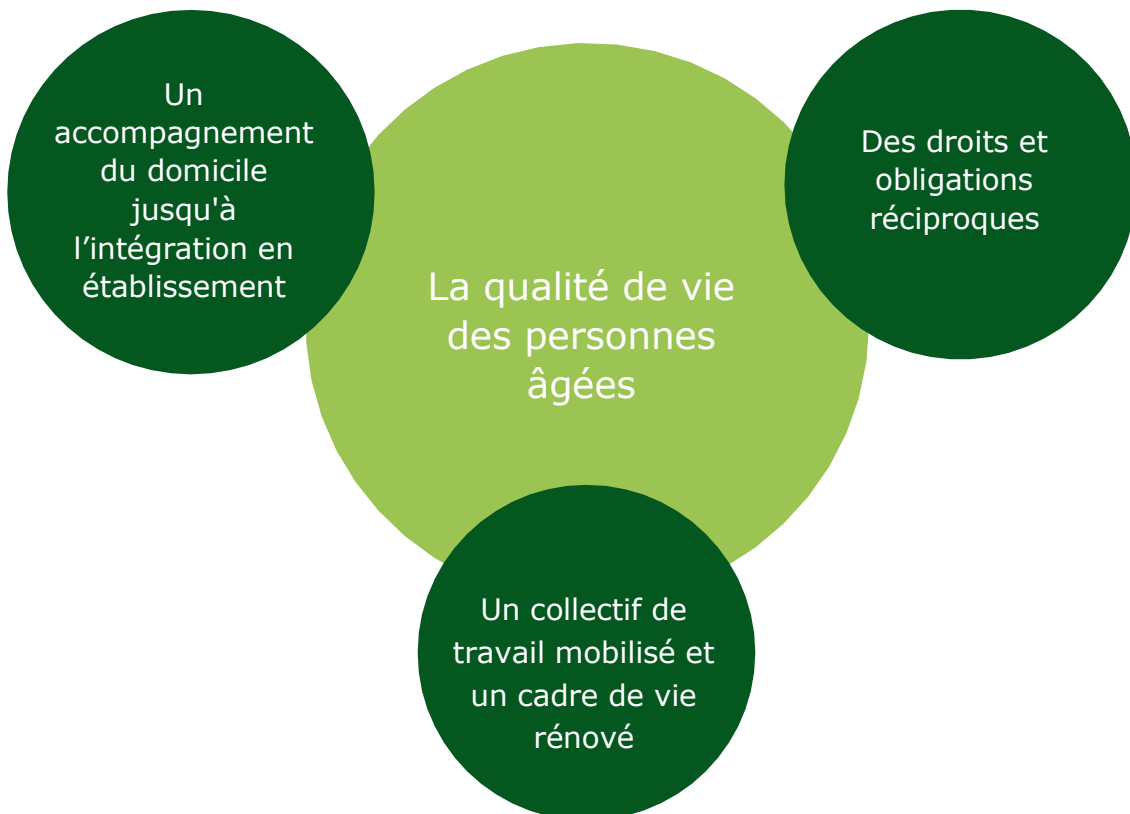 Un
accompagnement
du domicile
jusqu'à
l’intégration en
établissement
Des droits et
obligations
réciproques
La qualité de vie
des personnes
âgées
Un collectif de
travail mobilisé et
un cadre de vie
rénové